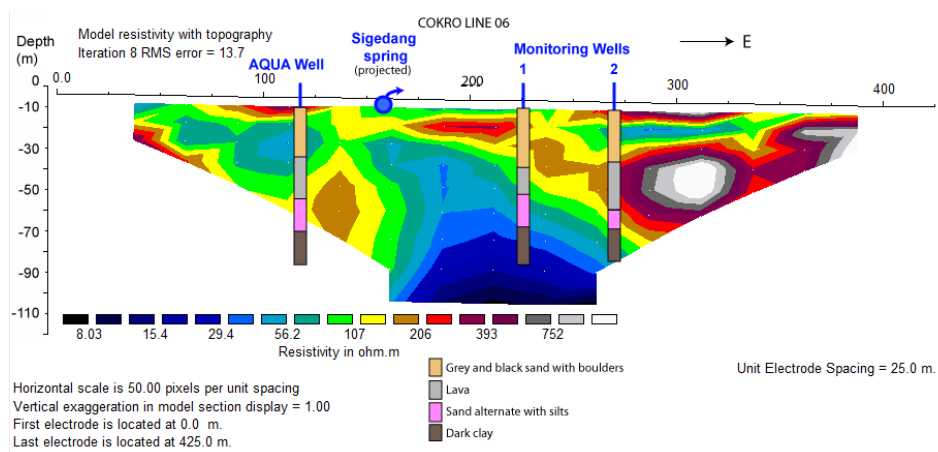 COKRO LINE 06
Depth
(m)
Model resistivity with topography
Iteration 8 RMS error = 13.7
AQUA Well
Sigedang
spring
(projected)
Monitoring Wells
1 2
E
0 0.0 100 200 300 400
-10
-30
-50
-70
-90
-110
8.03 15.4 29.4 56.2 107 206 393 752
Resistivity in ohm.m
Grey and black sand with boulders
Lava
Sand alternate with silts
Dark clay
Unit Electrode Spacing = 25.0 m.
Horizontal scale is 50.00 pixels per unit spacing
Vertical exaggeration in model section display = 1.00
First electrode is located at 0.0 m.
Last electrode is located at 425.0 m.